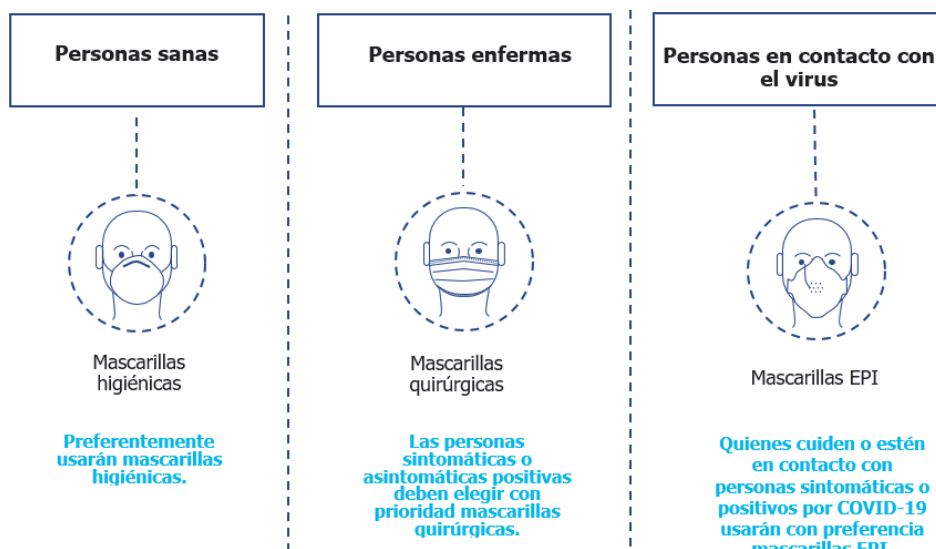 Personas sanas
Mascarillas
higiénicas
Preferentemente
usarán mascarillas
higiénicas.
Personas enfermas
Mascarillas
quirúrgicas
Las personas
sintomáticas o
asintomáticas positivas
deben elegir con
prioridad mascarillas
quirúrgicas.
Personas en contacto con
el virus
Mascarillas EPI
Quienes cuiden o estén
en contacto con
personas sintomáticas o
positivos por COVID-19
usarán con preferencia
mascarillas EPI